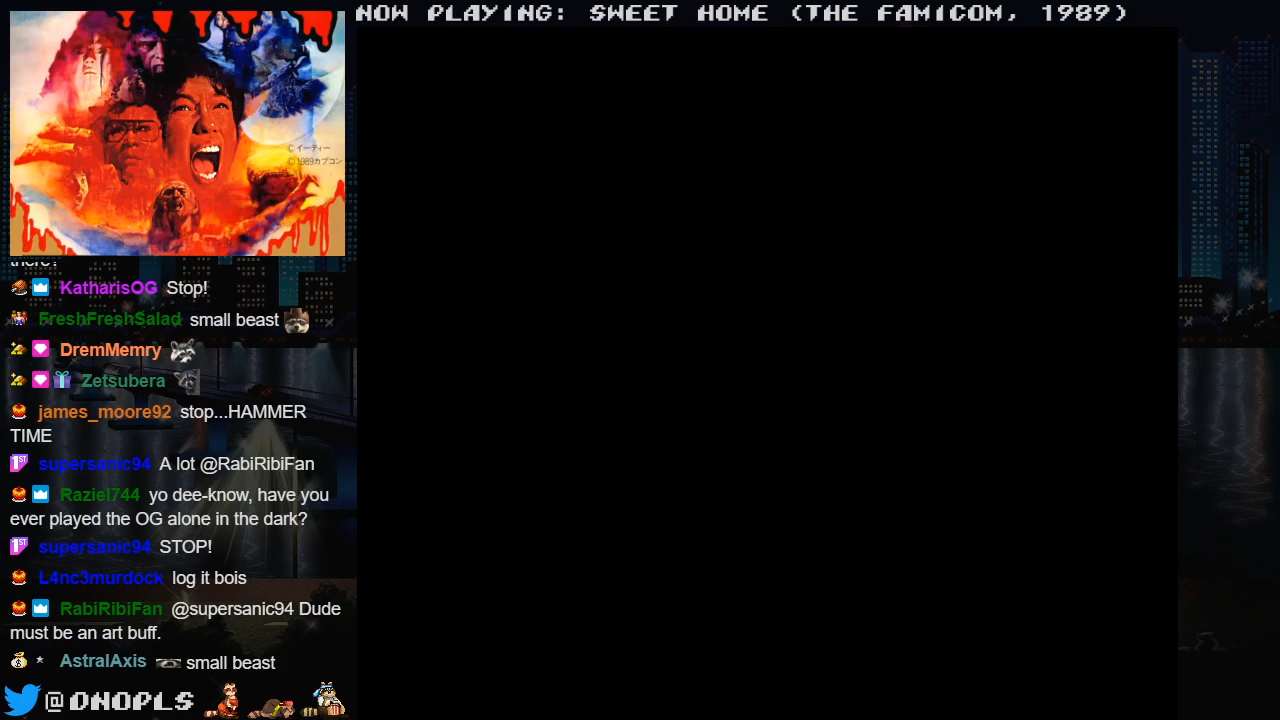 NOW PLAYING: SWEET HOME (THE FAMICOM, 1989)
© イーティー
© 1989カプコン
there?
KatharisOG Stop!
FreshFreshSalad small beast
DremMemry
Zetsubera
james_moore92 stop...HAMMER
TIME
1ST supersanic94 A lot @RabiRibiFan
Raziel744 yo dee-know, have you
ever played the OG alone in the dark?
1ST supersanic94 STOP!
L4nc3murdock log it bois
RabiRibiFan @supersanic94 Dude
must be an art buff.
AstralAxis small beast
@DNOPLS